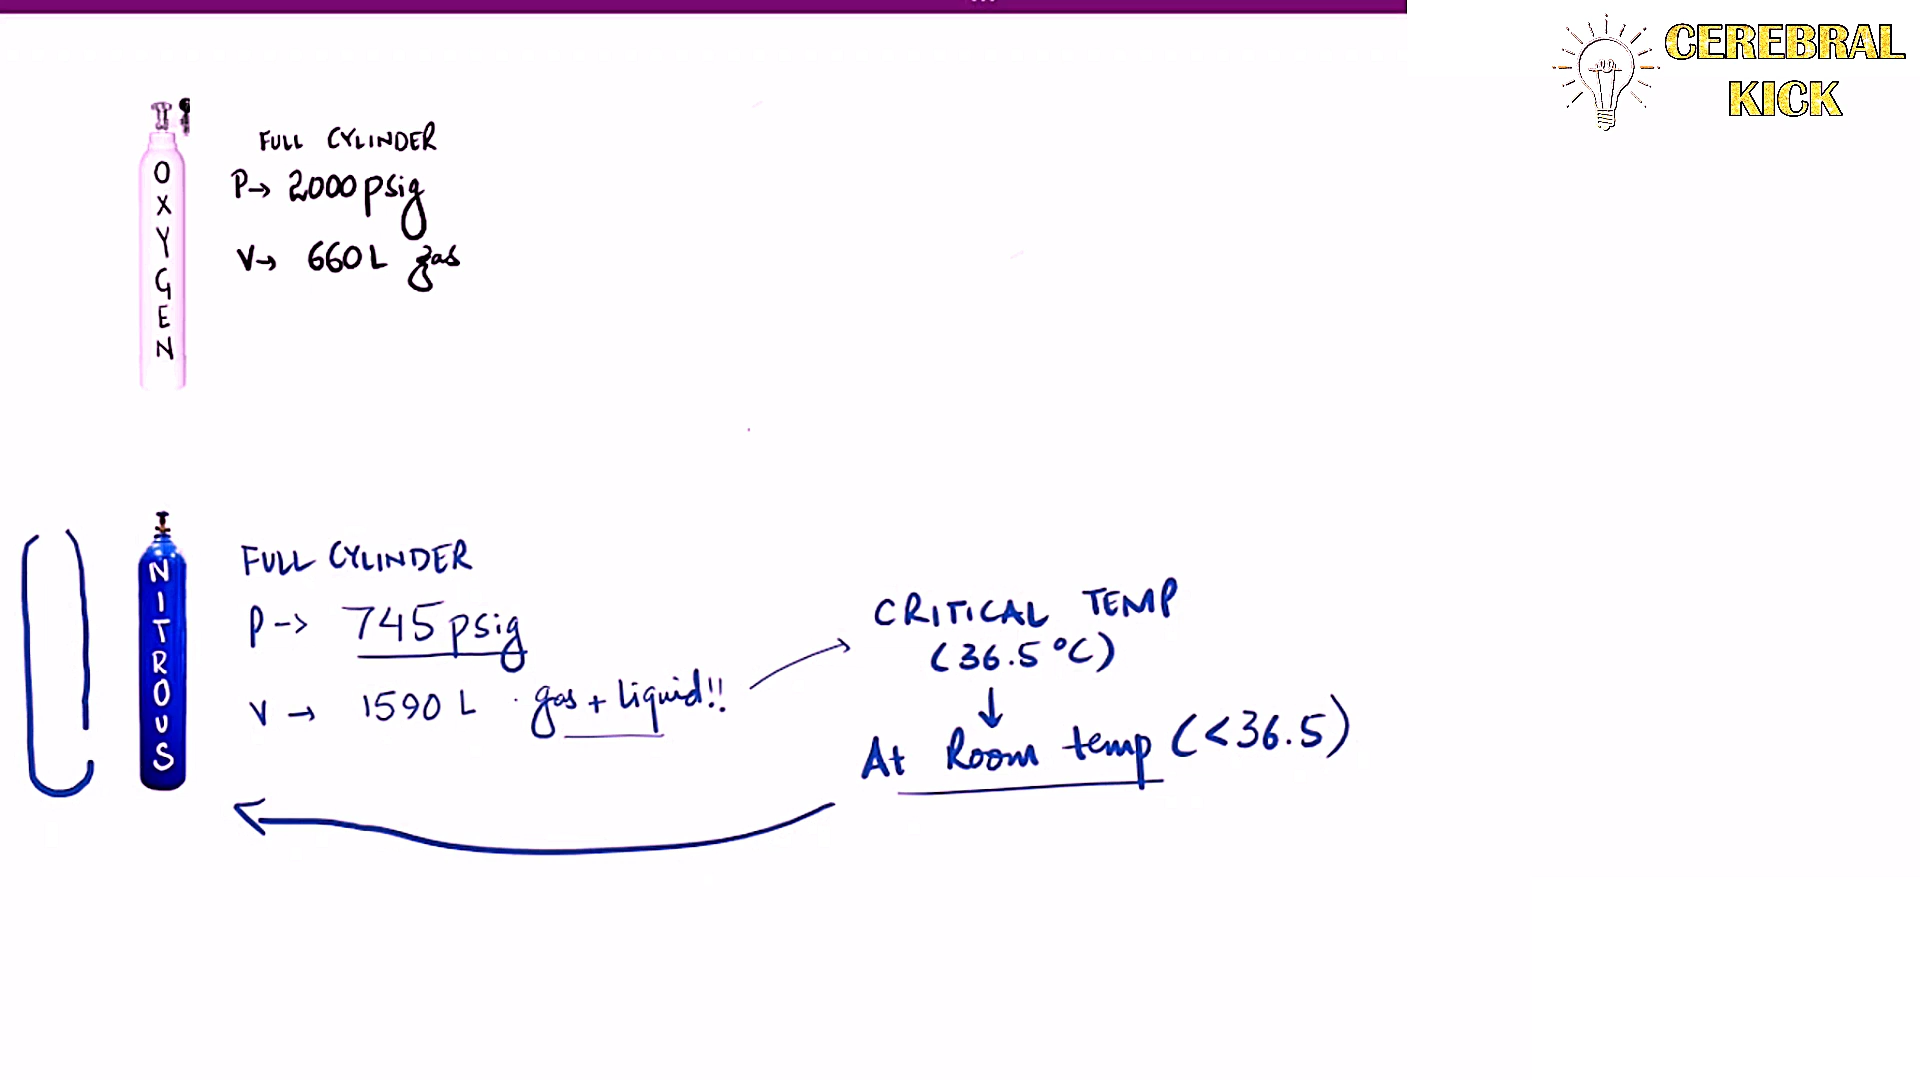 CEREBRAL
KICK
OXYGEN
FULL CYLINDER
P→ 2000 psig
V→ 660 L gas
NITROUS
FULL CYLINDER
P→ 745 psig
V→ 1590 L gas + liquid!!
CRITICAL TEMP
(36.5°C)
↓
At Room temp (<36.5)